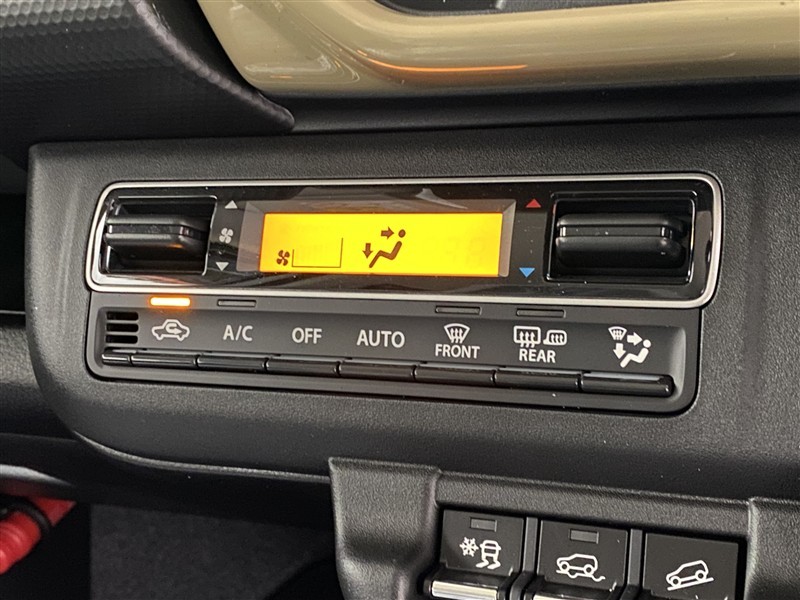 A/C OFF AUTO FRONT REAR